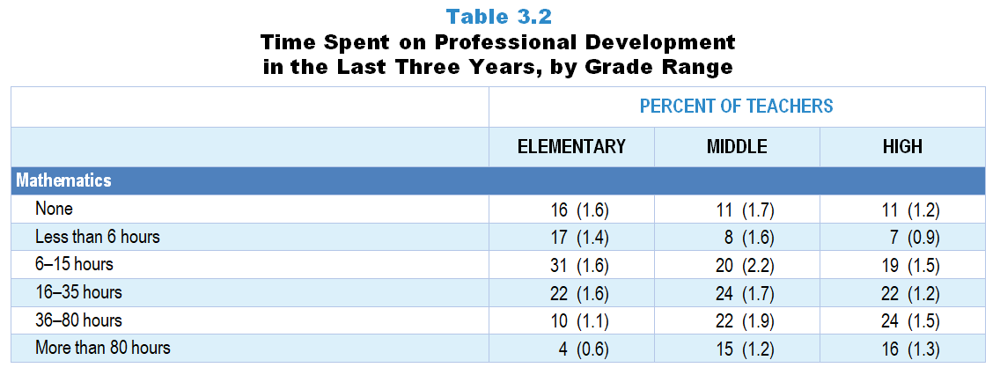 Table 3.2
Time Spent on Professional Development
in the Last Three Years, by Grade Range
PERCENT OF TEACHERS
ELEMENTARY MIDDLE HIGH
Mathematics
None 16 (1.6) 11 (1.7) 11 (1.2)
Less than 6 hours 17 (1.4) 8 (1.6) 7 (0.9)
6–15 hours 31 (1.6) 20 (2.2) 19 (1.5)
16–35 hours 22 (1.6) 24 (1.7) 22 (1.2)
36–80 hours 10 (1.1) 22 (1.9) 24 (1.5)
More than 80 hours 4 (0.6) 15 (1.2) 16 (1.3)